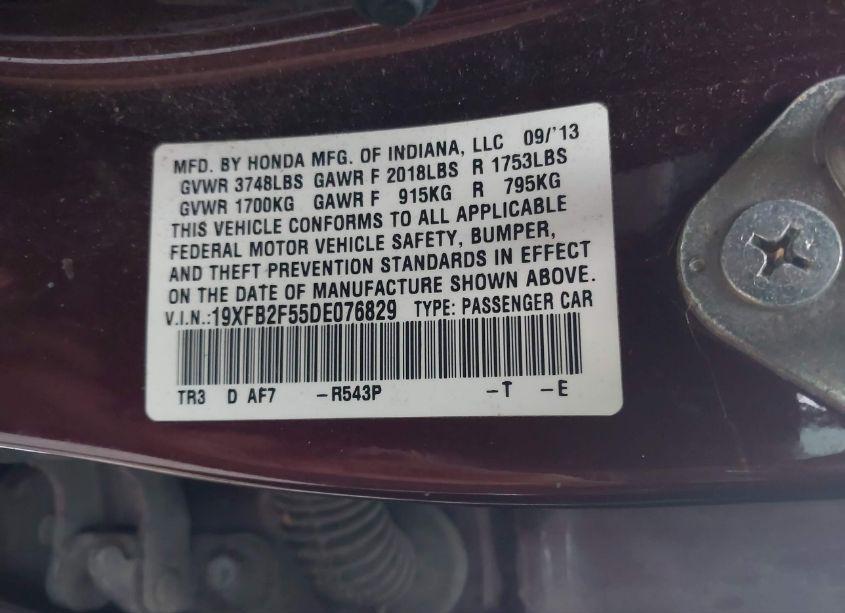 MFD. BY HONDA MFG. OF INDIANA, LLC 09/'13
GVWR 3748LBS GAWR F 2018LBS R 1753LBS
GVWR 1700KG GAWR F 915KG R 795KG
THIS VEHICLE CONFORMS TO ALL APPLICABLE
FEDERAL MOTOR VEHICLE SAFETY, BUMPER,
AND THEFT PREVENTION STANDARDS IN EFFECT
ON THE DATE OF MANUFACTURE SHOWN ABOVE.
V.I.N.:19XFB2F55DE076829 TYPE: PASSENGER CAR
TR3 D AF7 -R543P -T -E